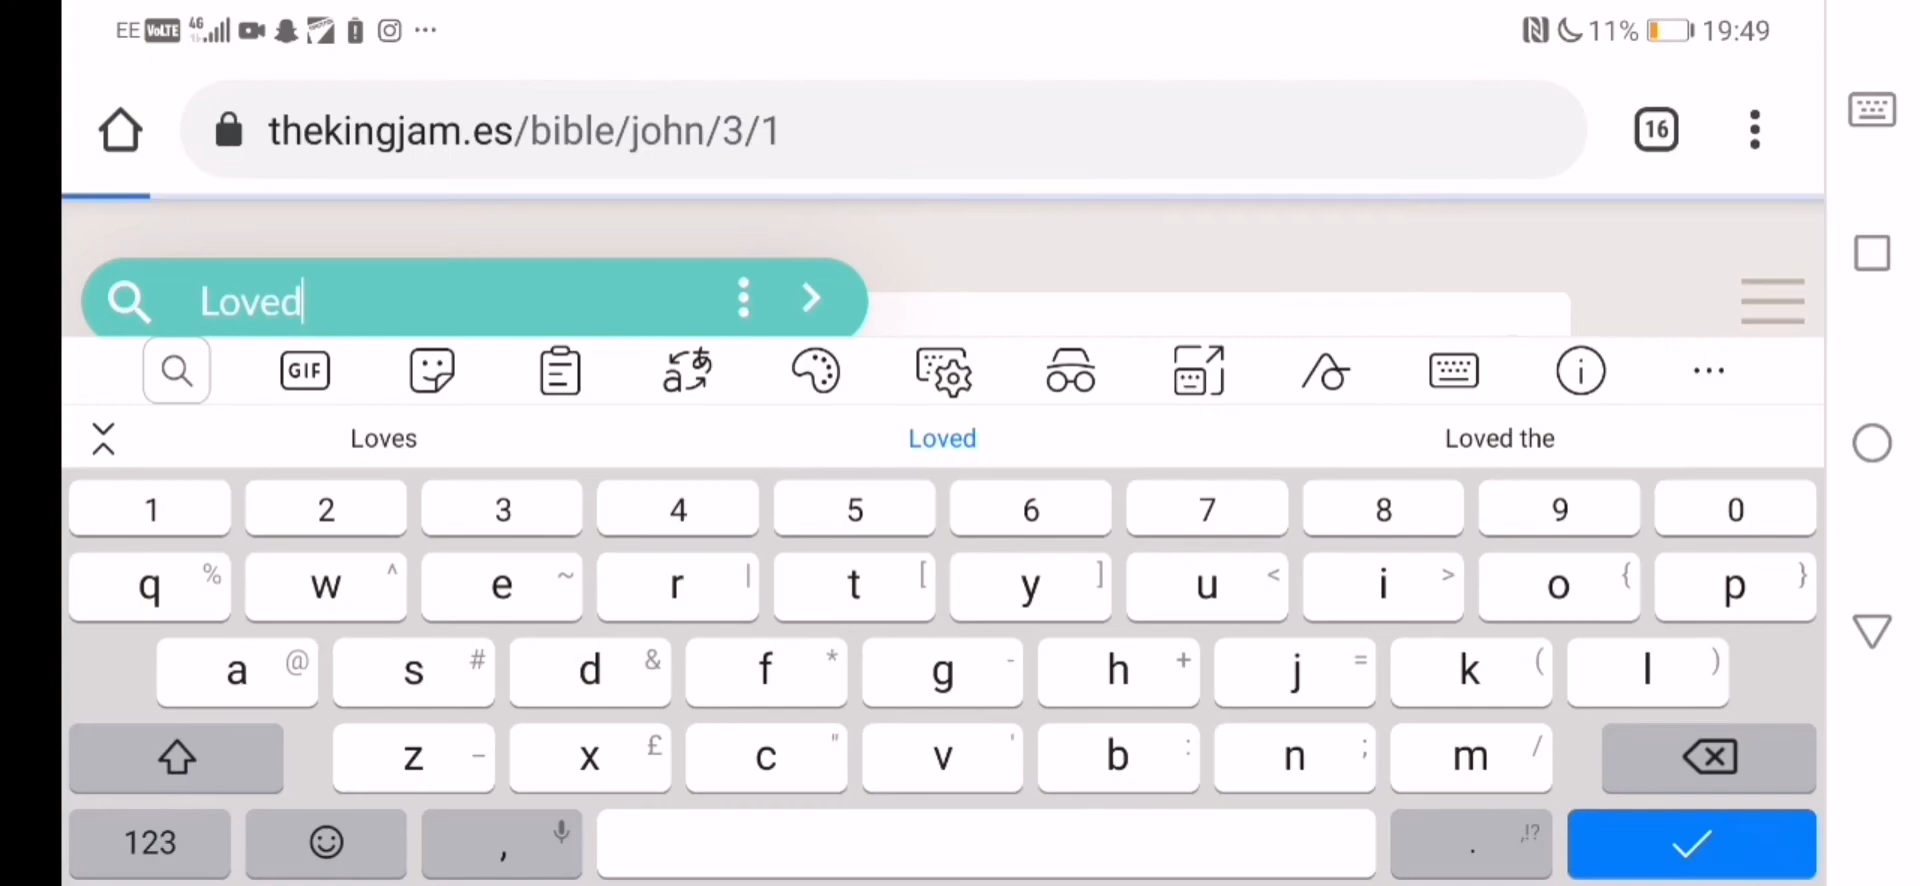 EE VoLTE 4G 11% 19:49
thekingjam.es/bible/john/3/1 16
Loved
GIF あ a
Loves Loved Loved the
1 2 3 4 5 6 7 8 9 0
q % w ^ e ~ r | t [ y ] u < i > o { p }
a @ s # d & f * g - h + j = k ( l )
z _ x £ c " v ' b : n ; m /
123 , . ,!?